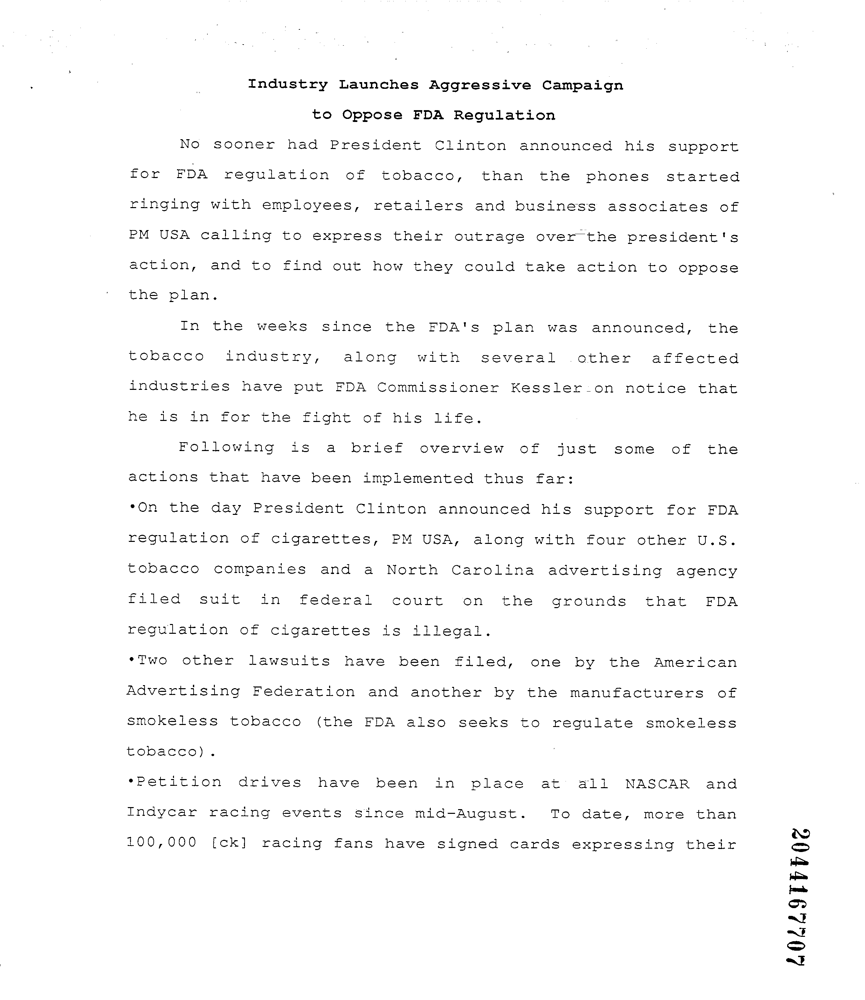 Industry Launches Aggressive Campaign
to Oppose FDA Regulation
No sooner had President Clinton announced his support
for FDA regulation of tobacco, than the phones started
ringing with employees, retailers and business associates of
PM USA calling to express their outrage over the president's
action, and to find out how they could take action to oppose
the plan.
In the weeks since the FDA's plan was announced, the
tobacco industry, along with several other affected
industries have put FDA Commissioner Kessler on notice that
he is in for the fight of his life.
Following is a brief overview of just some of the
actions that have been implemented thus far:
•On the day President Clinton announced his support for FDA
regulation of cigarettes, PM USA, along with four other U.S.
tobacco companies and a North Carolina advertising agency
filed suit in federal court on the grounds that FDA
regulation of cigarettes is illegal.
•Two other lawsuits have been filed, one by the American
Advertising Federation and another by the manufacturers of
smokeless tobacco (the FDA also seeks to regulate smokeless
tobacco).
•Petition drives have been in place at all NASCAR and
Indycar racing events since mid-August. To date, more than
100,000 [ck] racing fans have signed cards expressing their
2044167707